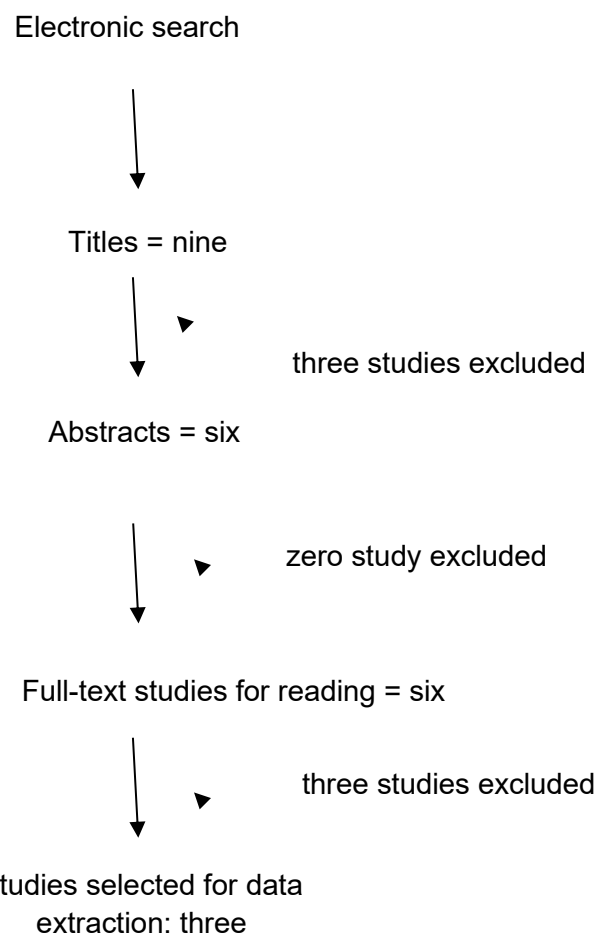 Electronic search
Titles = nine
three studies excluded
Abstracts = six
zero study excluded
Full-text studies for reading = six
three studies excluded
tudies selected for data
extraction: three